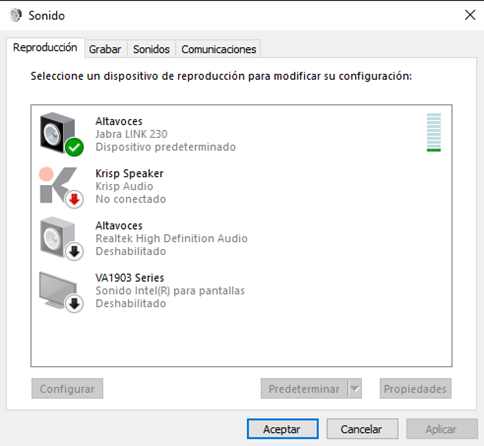 Sonido
Reproducción
Grabar
Sonidos
Comunicaciones
Seleccione un dispositivo de reproducción para modificar su configuración:
Altavoces
Jabra LINK 230
Dispositivo predeterminado
Krisp Speaker
Krisp Audio
No conectado
Altavoces
Realtek High Definition Audio
Deshabilitado
VA1903 Series
Sonido Intel(R) para pantallas
Deshabilitado
Configurar
Predeterminar
Propiedades
Aceptar
Cancelar
Aplicar